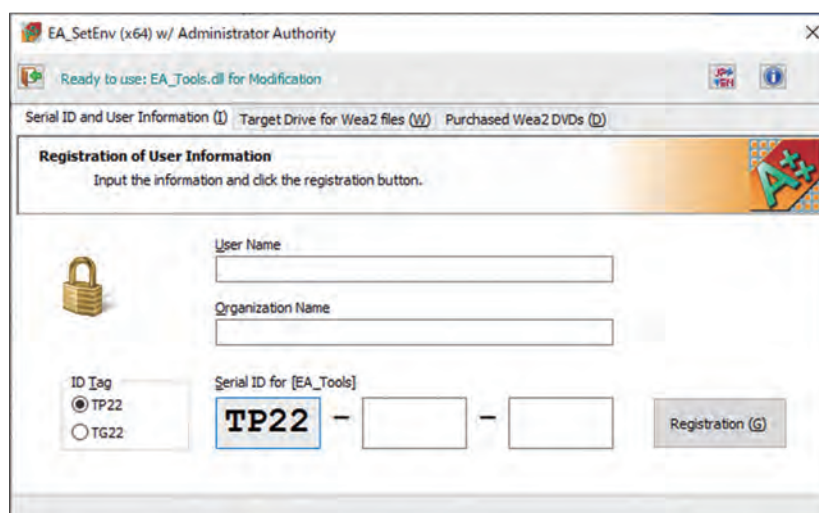 EA_SetEnv (x64) w/ Administrator Authority
Ready to use: EA_Tools.dll for Modification
JP
EN
Serial ID and User Information (I) Target Drive for Wea2 files (W) Purchased Wea2 DVDs (D)
Registration of User Information
Input the information and click the registration button.
A++
User Name
Organization Name
ID Tag
Serial ID for [EA_Tools]
TP22
TG22
TP22 - -
Registration (G)